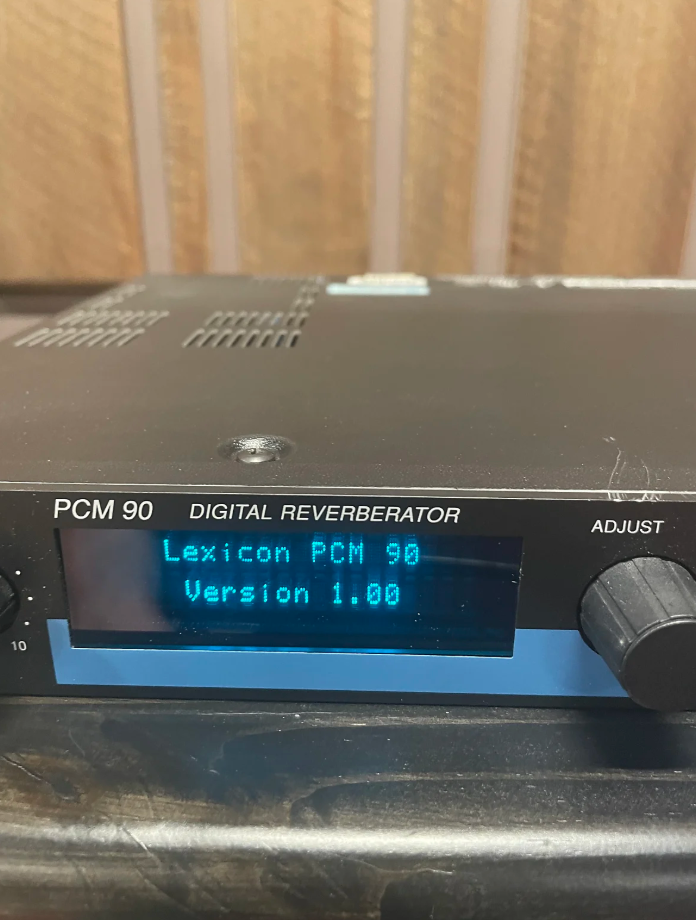 PCM 90 DIGITAL REVERBERATOR
ADJUST
Lexicon PCM 90
Version 1.00
10